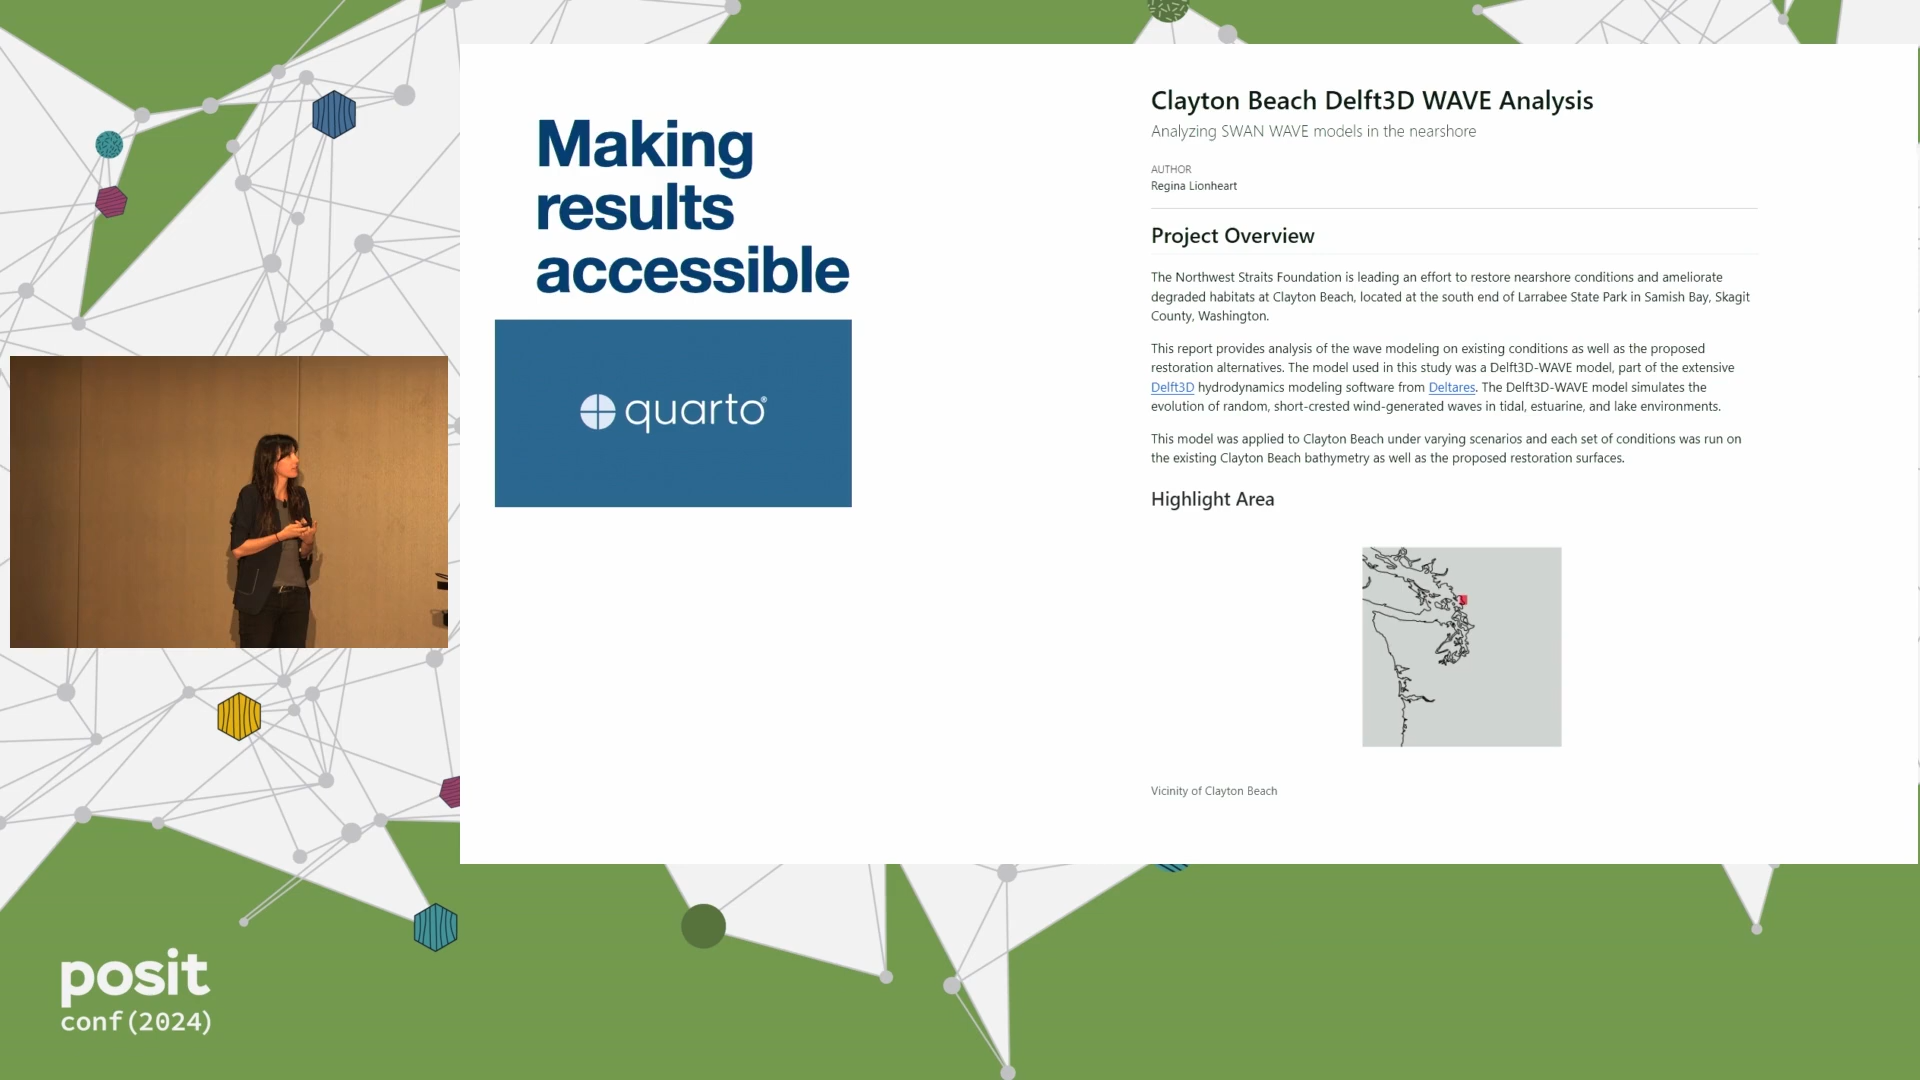 Making
results
accessible
quarto®
Clayton Beach Delft3D WAVE Analysis
Analyzing SWAN WAVE models in the nearshore
AUTHOR
Regina Lionheart
Project Overview
The Northwest Straits Foundation is leading an effort to restore nearshore conditions and ameliorate
degraded habitats at Clayton Beach, located at the south end of Larrabee State Park in Samish Bay, Skagit
County, Washington.
This report provides analysis of the wave modeling on existing conditions as well as the proposed
restoration alternatives. The model used in this study was a Delft3D-WAVE model, part of the extensive
Delft3D hydrodynamics modeling software from Deltares. The Delft3D-WAVE model simulates the
evolution of random, short-crested wind-generated waves in tidal, estuarine, and lake environments.
This model was applied to Clayton Beach under varying scenarios and each set of conditions was run on
the existing Clayton Beach bathymetry as well as the proposed restoration surfaces.
Highlight Area
Vicinity of Clayton Beach
posit
conf(2024)